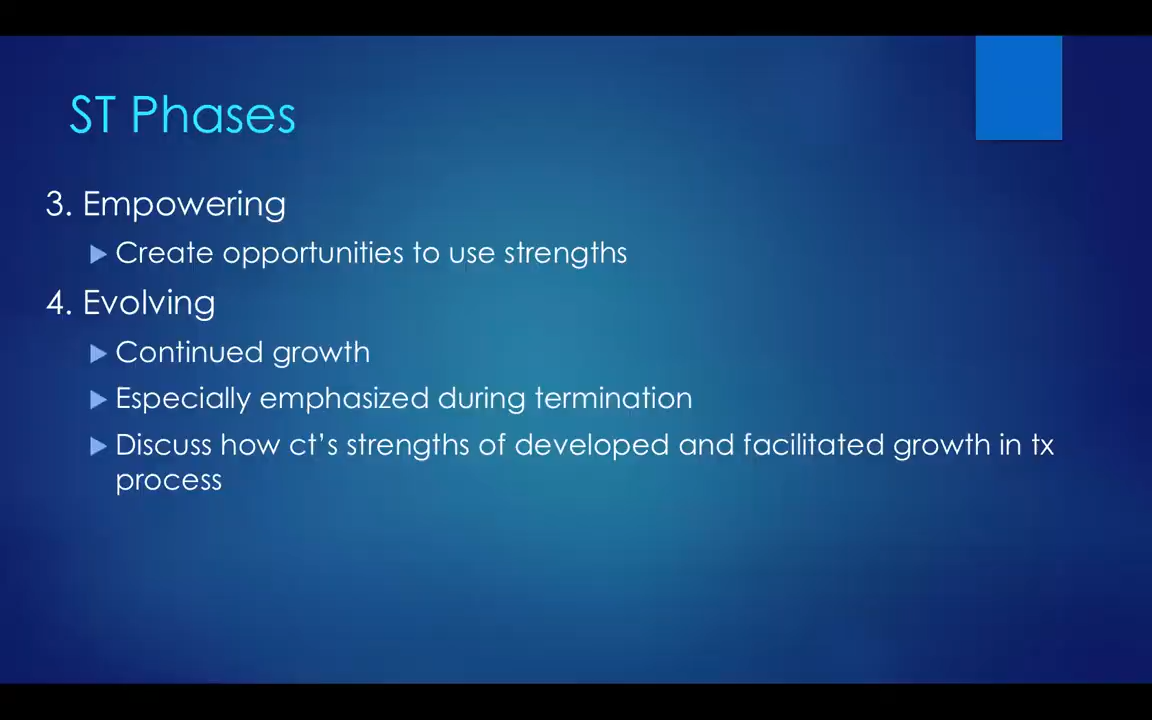 ST Phases
3. Empowering
Create opportunities to use strengths
4. Evolving
Continued growth
Especially emphasized during termination
Discuss how ct’s strengths of developed and facilitated growth in tx
process